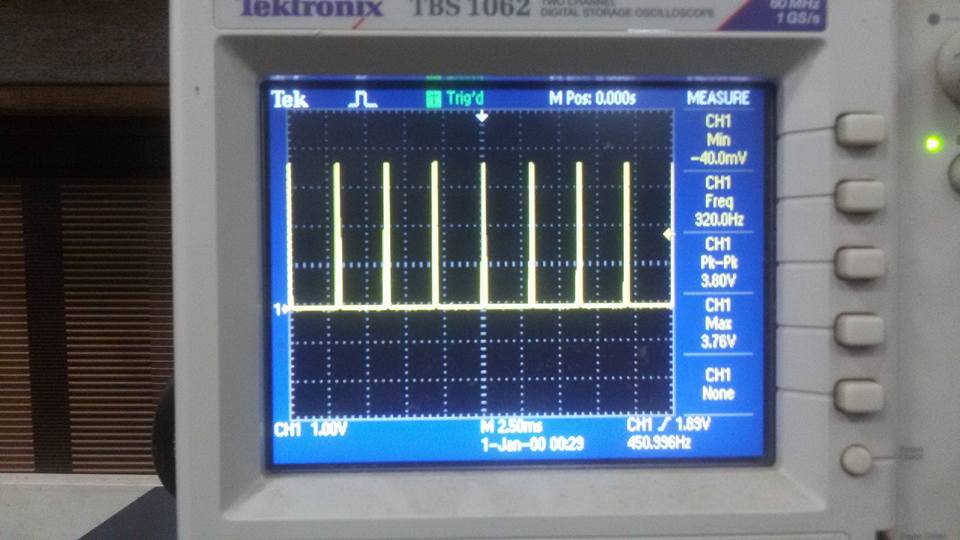 Tektronix TBS 1062 TWO CHANNEL
DIGITAL STORAGE OSCILLOSCOPE
60 MHz
1 GS/s
Tek Trig'd M Pos: 0.000s MEASURE
CH1
Min
-40.0mV
CH1
Freq
320.0Hz
CH1
Pk-Pk
3.80V
1
CH1
Max
3.76V
CH1
None
CH1 1.00V M 2.50ms CH1 1.89V
1-Jan-00 00:29 450.996Hz